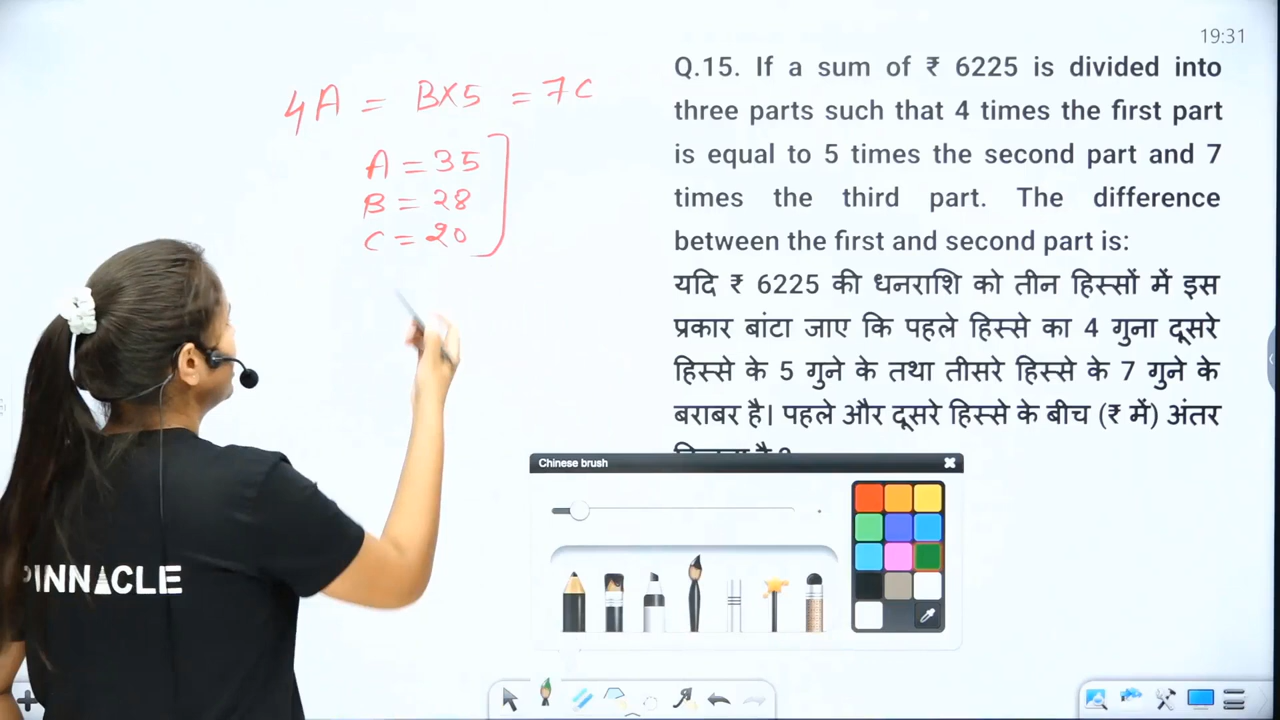 19:31
4A = B×5 = 7C
A = 35
B = 28
C = 20
Q.15. If a sum of ₹ 6225 is divided into
three parts such that 4 times the first part
is equal to 5 times the second part and 7
times the third part. The difference
between the first and second part is:
यदि ₹ 6225 की धनराशि को तीन हिस्सों में इस
प्रकार बांटा जाए कि पहले हिस्से का 4 गुना दूसरे
हिस्से के 5 गुने के तथा तीसरे हिस्से के 7 गुने के
बराबर है। पहले और दूसरे हिस्से के बीच (₹ में) अंतर
Chinese brush
PINNACLE